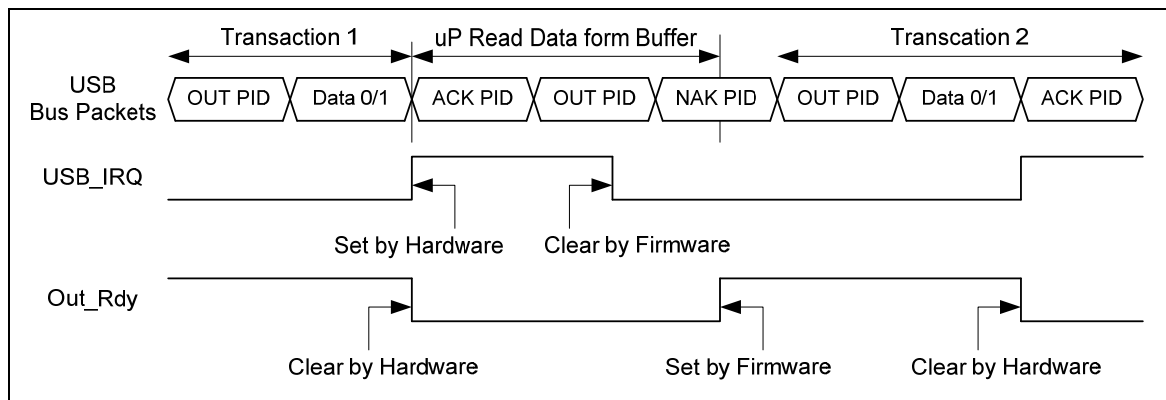 Transaction 1
uP Read Data form Buffer
Transcation 2
USB
Bus Packets
OUT PID
Data 0/1
ACK PID
OUT PID
NAK PID
OUT PID
Data 0/1
ACK PID
USB_IRQ
Set by Hardware
Clear by Firmware
Out_Rdy
Clear by Hardware
Set by Firmware
Clear by Hardware